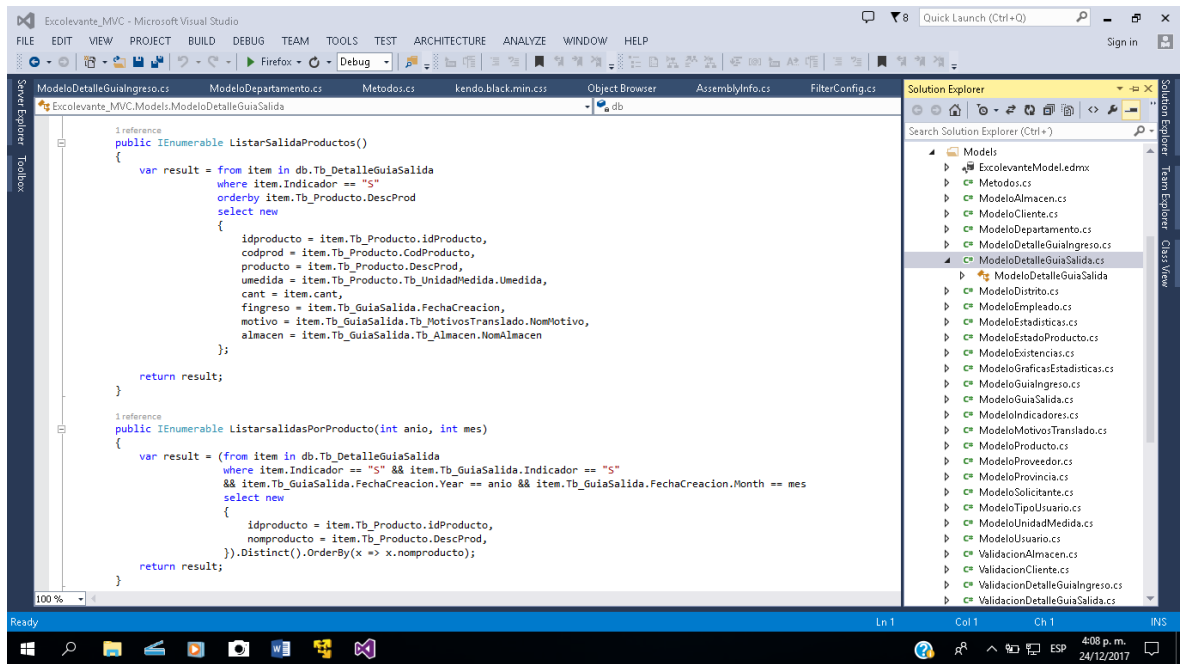 Excolevante_MVC - Microsoft Visual Studio
8
Quick Launch (Ctrl+Q)
FILE EDIT VIEW PROJECT BUILD DEBUG TEAM TOOLS TEST ARCHITECTURE ANALYZE WINDOW HELP
Sign in
Firefox
Debug
Server Explorer
Toolbox
ModeloDetalleGuiaIngreso.cs ModeloDepartamento.cs Metodos.cs kendo.black.min.css Object Browser AssemblyInfo.cs FilterConfig.cs
Excolevante_MVC.Models.ModeloDetalleGuiaSalida
db
1 reference
public IEnumerable ListarSalidaProductos()
{
var result = from item in db.Tb_DetalleGuiaSalida
where item.Indicador == "S"
orderby item.Tb_Producto.DescProd
select new
{
idproducto = item.Tb_Producto.idProducto,
codprod = item.Tb_Producto.CodProducto,
producto = item.Tb_Producto.DescProd,
umedida = item.Tb_Producto.Tb_UnidadMedida.Umedida,
cant = item.cant,
fingreso = item.Tb_GuiaSalida.FechaCreacion,
motivo = item.Tb_GuiaSalida.Tb_MotivosTranslado.NomMotivo,
almacen = item.Tb_GuiaSalida.Tb_Almacen.NomAlmacen
};
return result;
}
1 reference
public IEnumerable ListarsalidasPorProducto(int anio, int mes)
{
var result = (from item in db.Tb_DetalleGuiaSalida
where item.Indicador == "S" && item.Tb_GuiaSalida.Indicador == "S"
&& item.Tb_GuiaSalida.FechaCreacion.Year == anio && item.Tb_GuiaSalida.FechaCreacion.Month == mes
select new
{
idproducto = item.Tb_Producto.idProducto,
nomproducto = item.Tb_Producto.DescProd,
}).Distinct().OrderBy(x => x.nomproducto);
return result;
}
100 %
Solution Explorer
Search Solution Explorer (Ctrl+')
Models
ExcolevanteModel.edmx
C# Metodos.cs
C# ModeloAlmacen.cs
C# ModeloCliente.cs
C# ModeloDepartamento.cs
C# ModeloDetalleGuiaIngreso.cs
C# ModeloDetalleGuiaSalida.cs
ModeloDetalleGuiaSalida
C# ModeloDistrito.cs
C# ModeloEmpleado.cs
C# ModeloEstadisticas.cs
C# ModeloEstadoProducto.cs
C# ModeloExistencias.cs
C# ModeloGraficasEstadisticas.cs
C# ModeloGuiaIngreso.cs
C# ModeloGuiaSalida.cs
C# ModeloIndicadores.cs
C# ModeloMotivosTranslado.cs
C# ModeloProducto.cs
C# ModeloProveedor.cs
C# ModeloProvincia.cs
C# ModeloSolicitante.cs
C# ModeloTipoUsuario.cs
C# ModeloUnidadMedida.cs
C# ModeloUsuario.cs
C# ValidacionAlmacen.cs
C# ValidacionCliente.cs
C# ValidacionDetalleGuiaIngreso.cs
C# ValidacionDetalleGuiaSalida.cs
Solution Explorer
Team Explorer
Class View
Ready
Ln 1 Col 1 Ch 1 INS
ESP
4:08 p. m.
24/12/2017